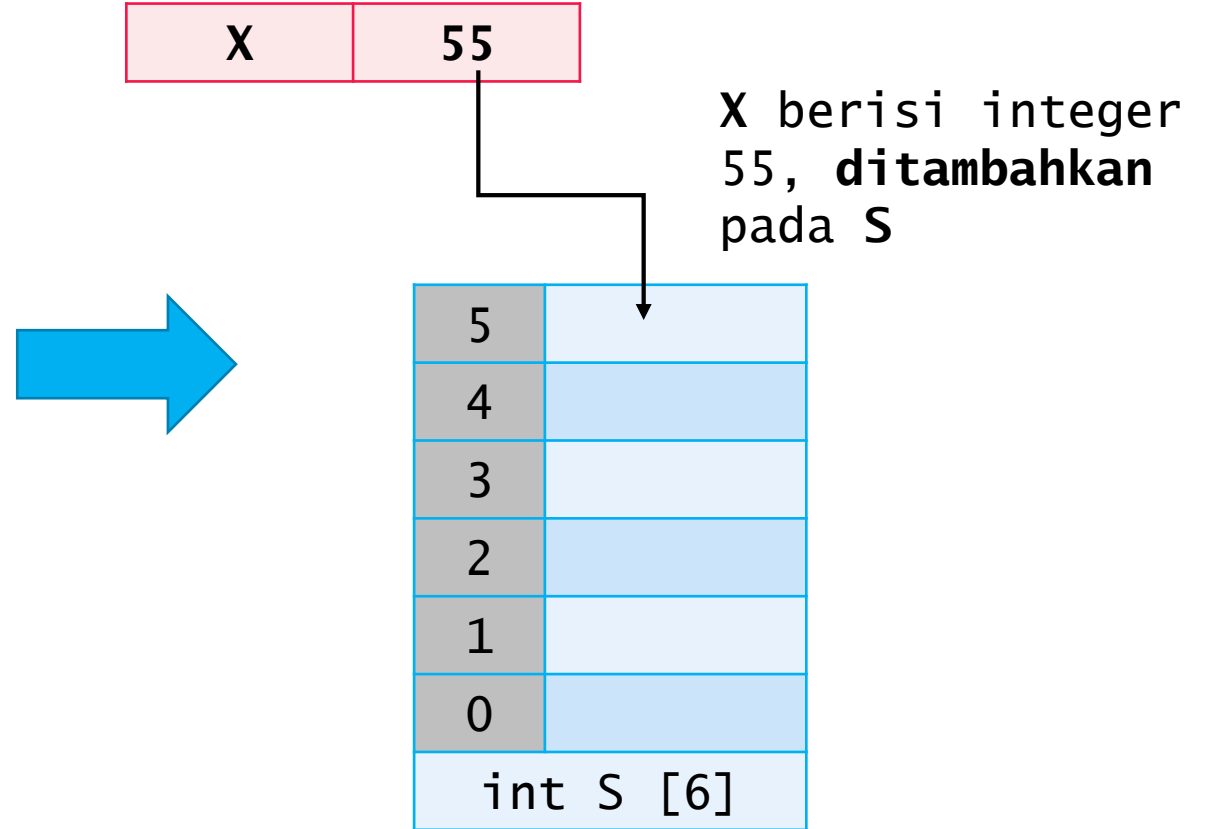 X 55
X berisi integer
55, ditambahkan
pada S
5
4
3
2
1
0
int S [6]